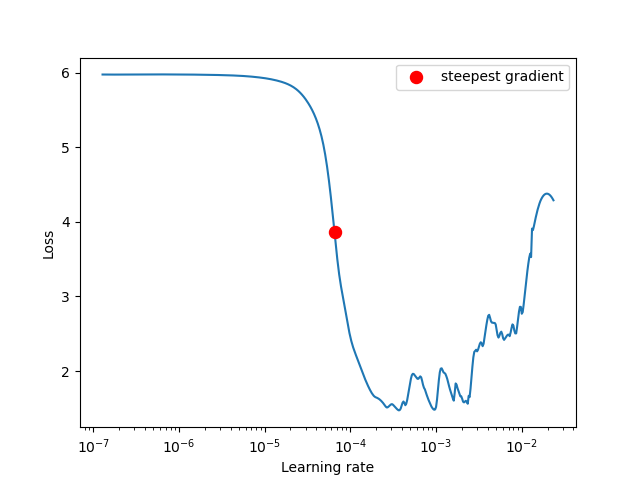 steepest gradient
6
5
4
3
2
Loss
10⁻⁷ 10⁻⁶ 10⁻⁵ 10⁻⁴ 10⁻³ 10⁻²
Learning rate